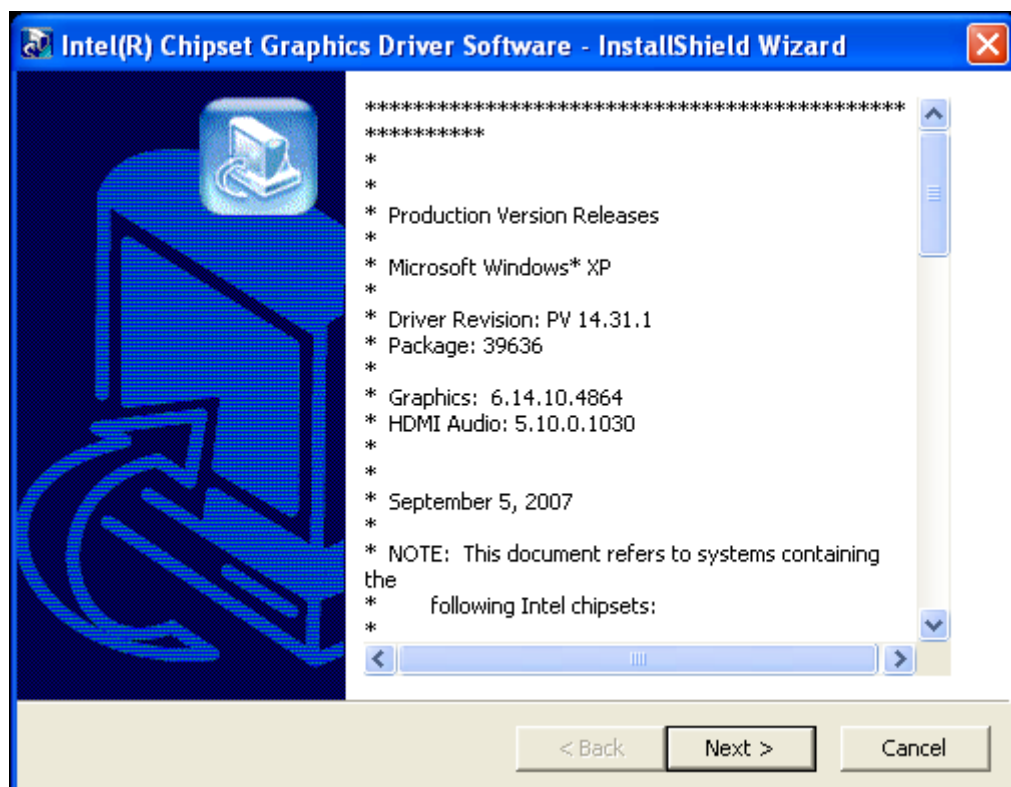 Intel(R) Chipset Graphics Driver Software - InstallShield Wizard
*********************************************
**********
*
*
* Production Version Releases
*
* Microsoft Windows* XP
*
* Driver Revision: PV 14.31.1
* Package: 39636
*
* Graphics: 6.14.10.4864
* HDMI Audio: 5.10.0.1030
*
*
* September 5, 2007
*
* NOTE: This document refers to systems containing
the
* following Intel chipsets:
*
< Back
Next >
Cancel